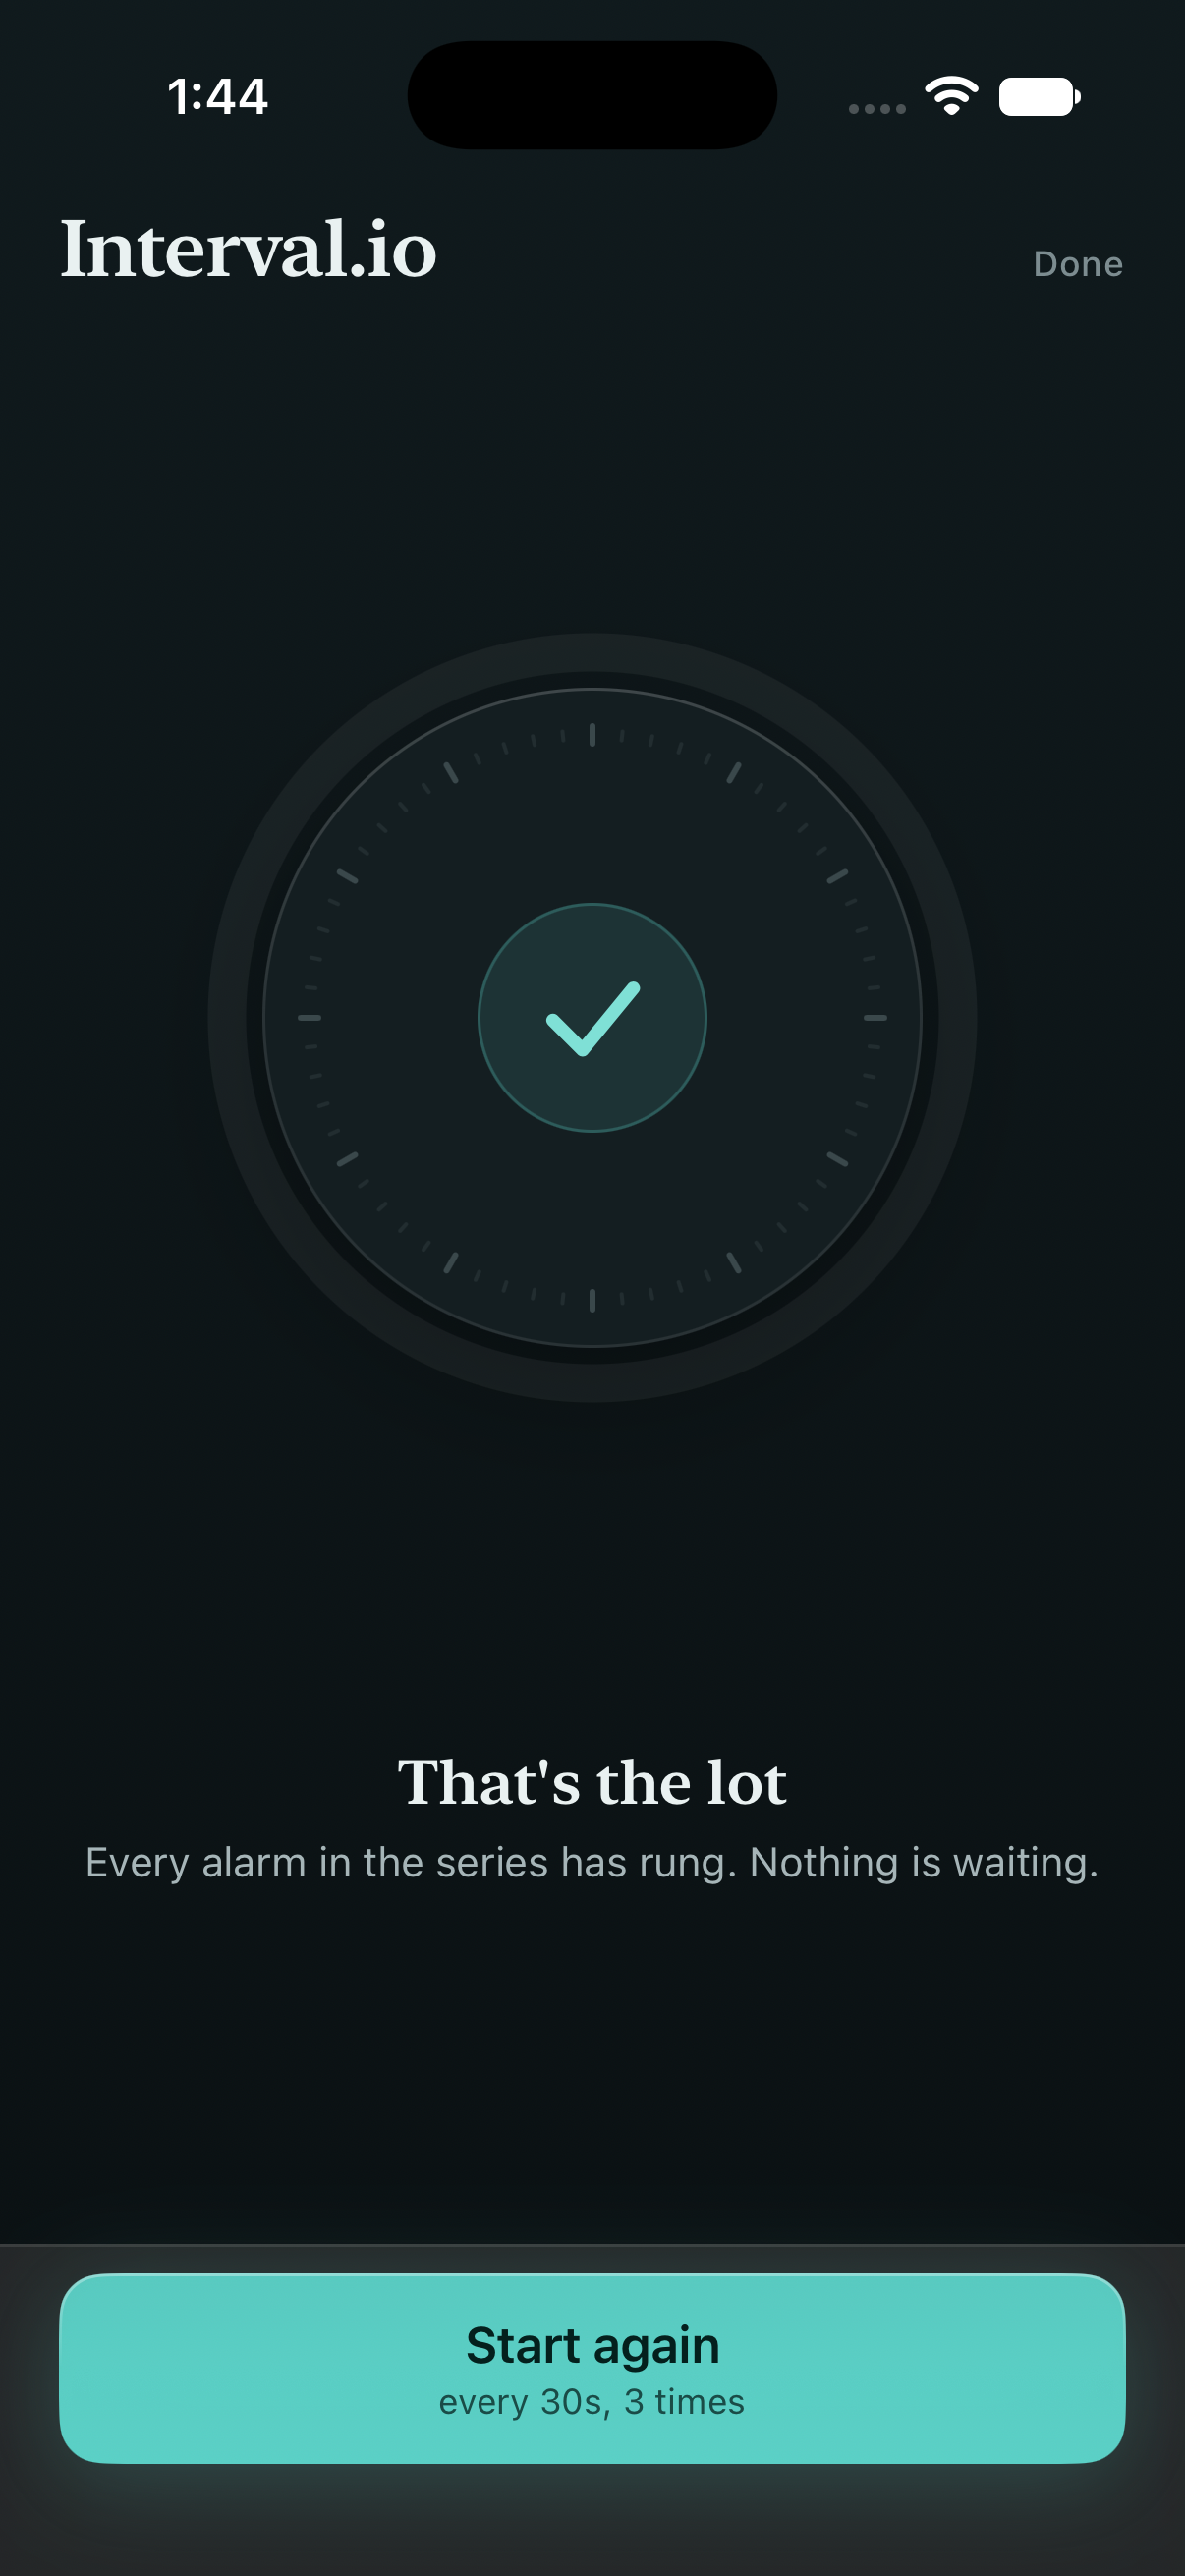 1:44
Interval.io
Done
That's the lot
Every alarm in the series has rung. Nothing is waiting.
Start again
every 30s, 3 times